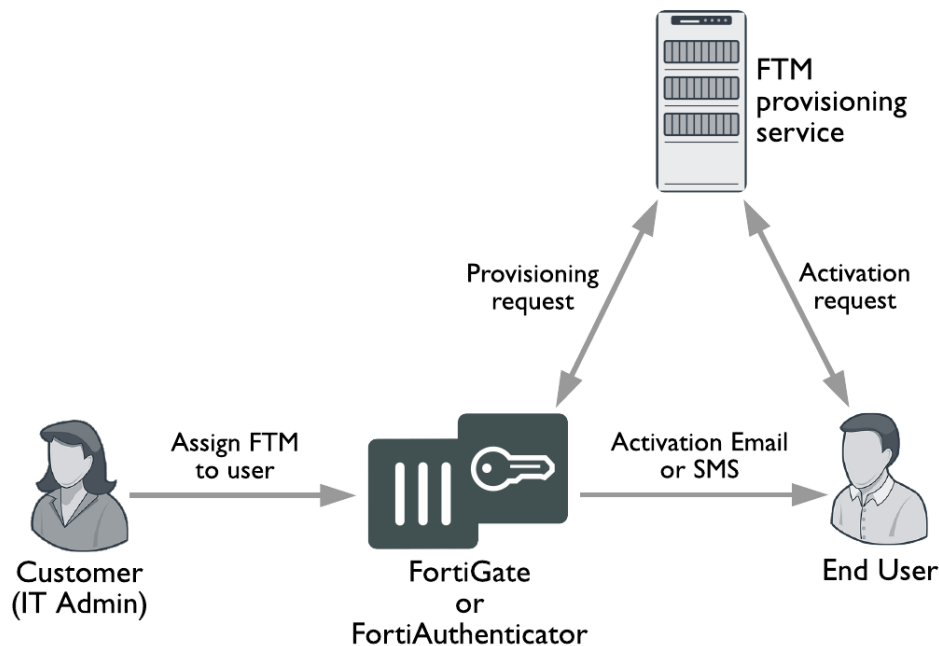 FTM
provisioning
service
Provisioning
request
Activation
request
Assign FTM
to user
Activation Email
or SMS
Customer
(IT Admin)
FortiGate
or
FortiAuthenticator
End User